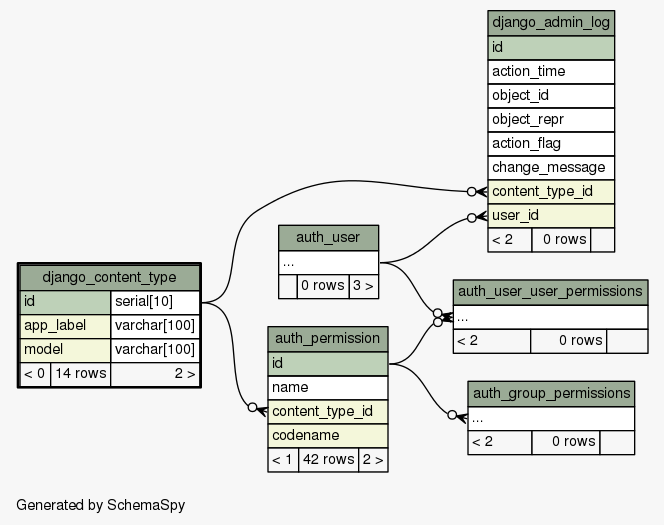 django_admin_log
id
action_time
object_id
object_repr
action_flag
change_message
content_type_id
user_id
< 2 0 rows
auth_user
...
0 rows 3 >
django_content_type
id serial[10]
app_label varchar[100]
model varchar[100]
< 0 14 rows 2 >
auth_user_user_permissions
...
< 2 0 rows
auth_permission
id
name
content_type_id
codename
< 1 42 rows 2 >
auth_group_permissions
...
< 2 0 rows
Generated by SchemaSpy